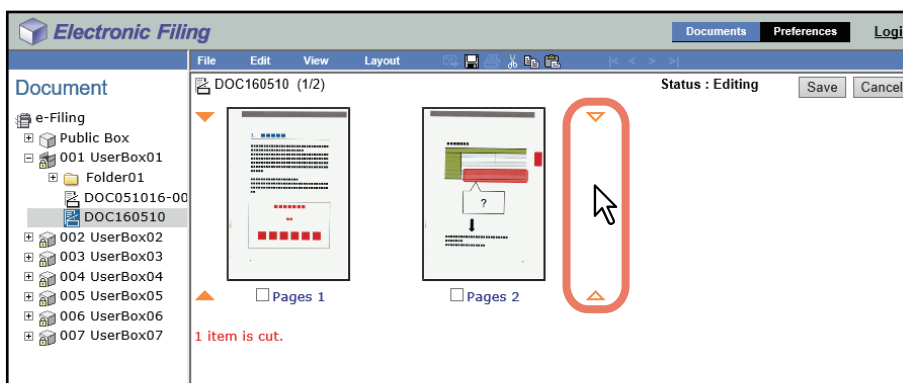 Electronic Filing
Documents Preferences Logi
File Edit View Layout |< < > >|
Document
DOC160510 (1/2) Status : Editing Save Cancel
e-Filing
Public Box
001 UserBox01
Folder01
DOC051016-00
DOC160510
002 UserBox02
003 UserBox03
004 UserBox04
005 UserBox05
006 UserBox06
007 UserBox07
1.
?
?
Pages 1 Pages 2
1 item is cut.